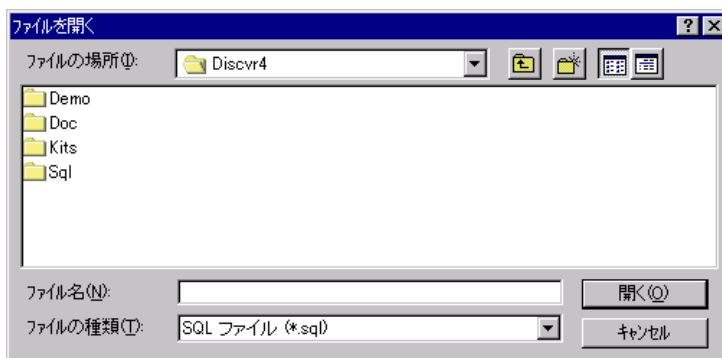 ファイルを開く
ファイルの場所(I):
Discvr4
Demo
Doc
Kits
Sql
ファイル名(N):
開く(O)
ファイルの種類(T):
SQL ファイル (*.sql)
キャンセル